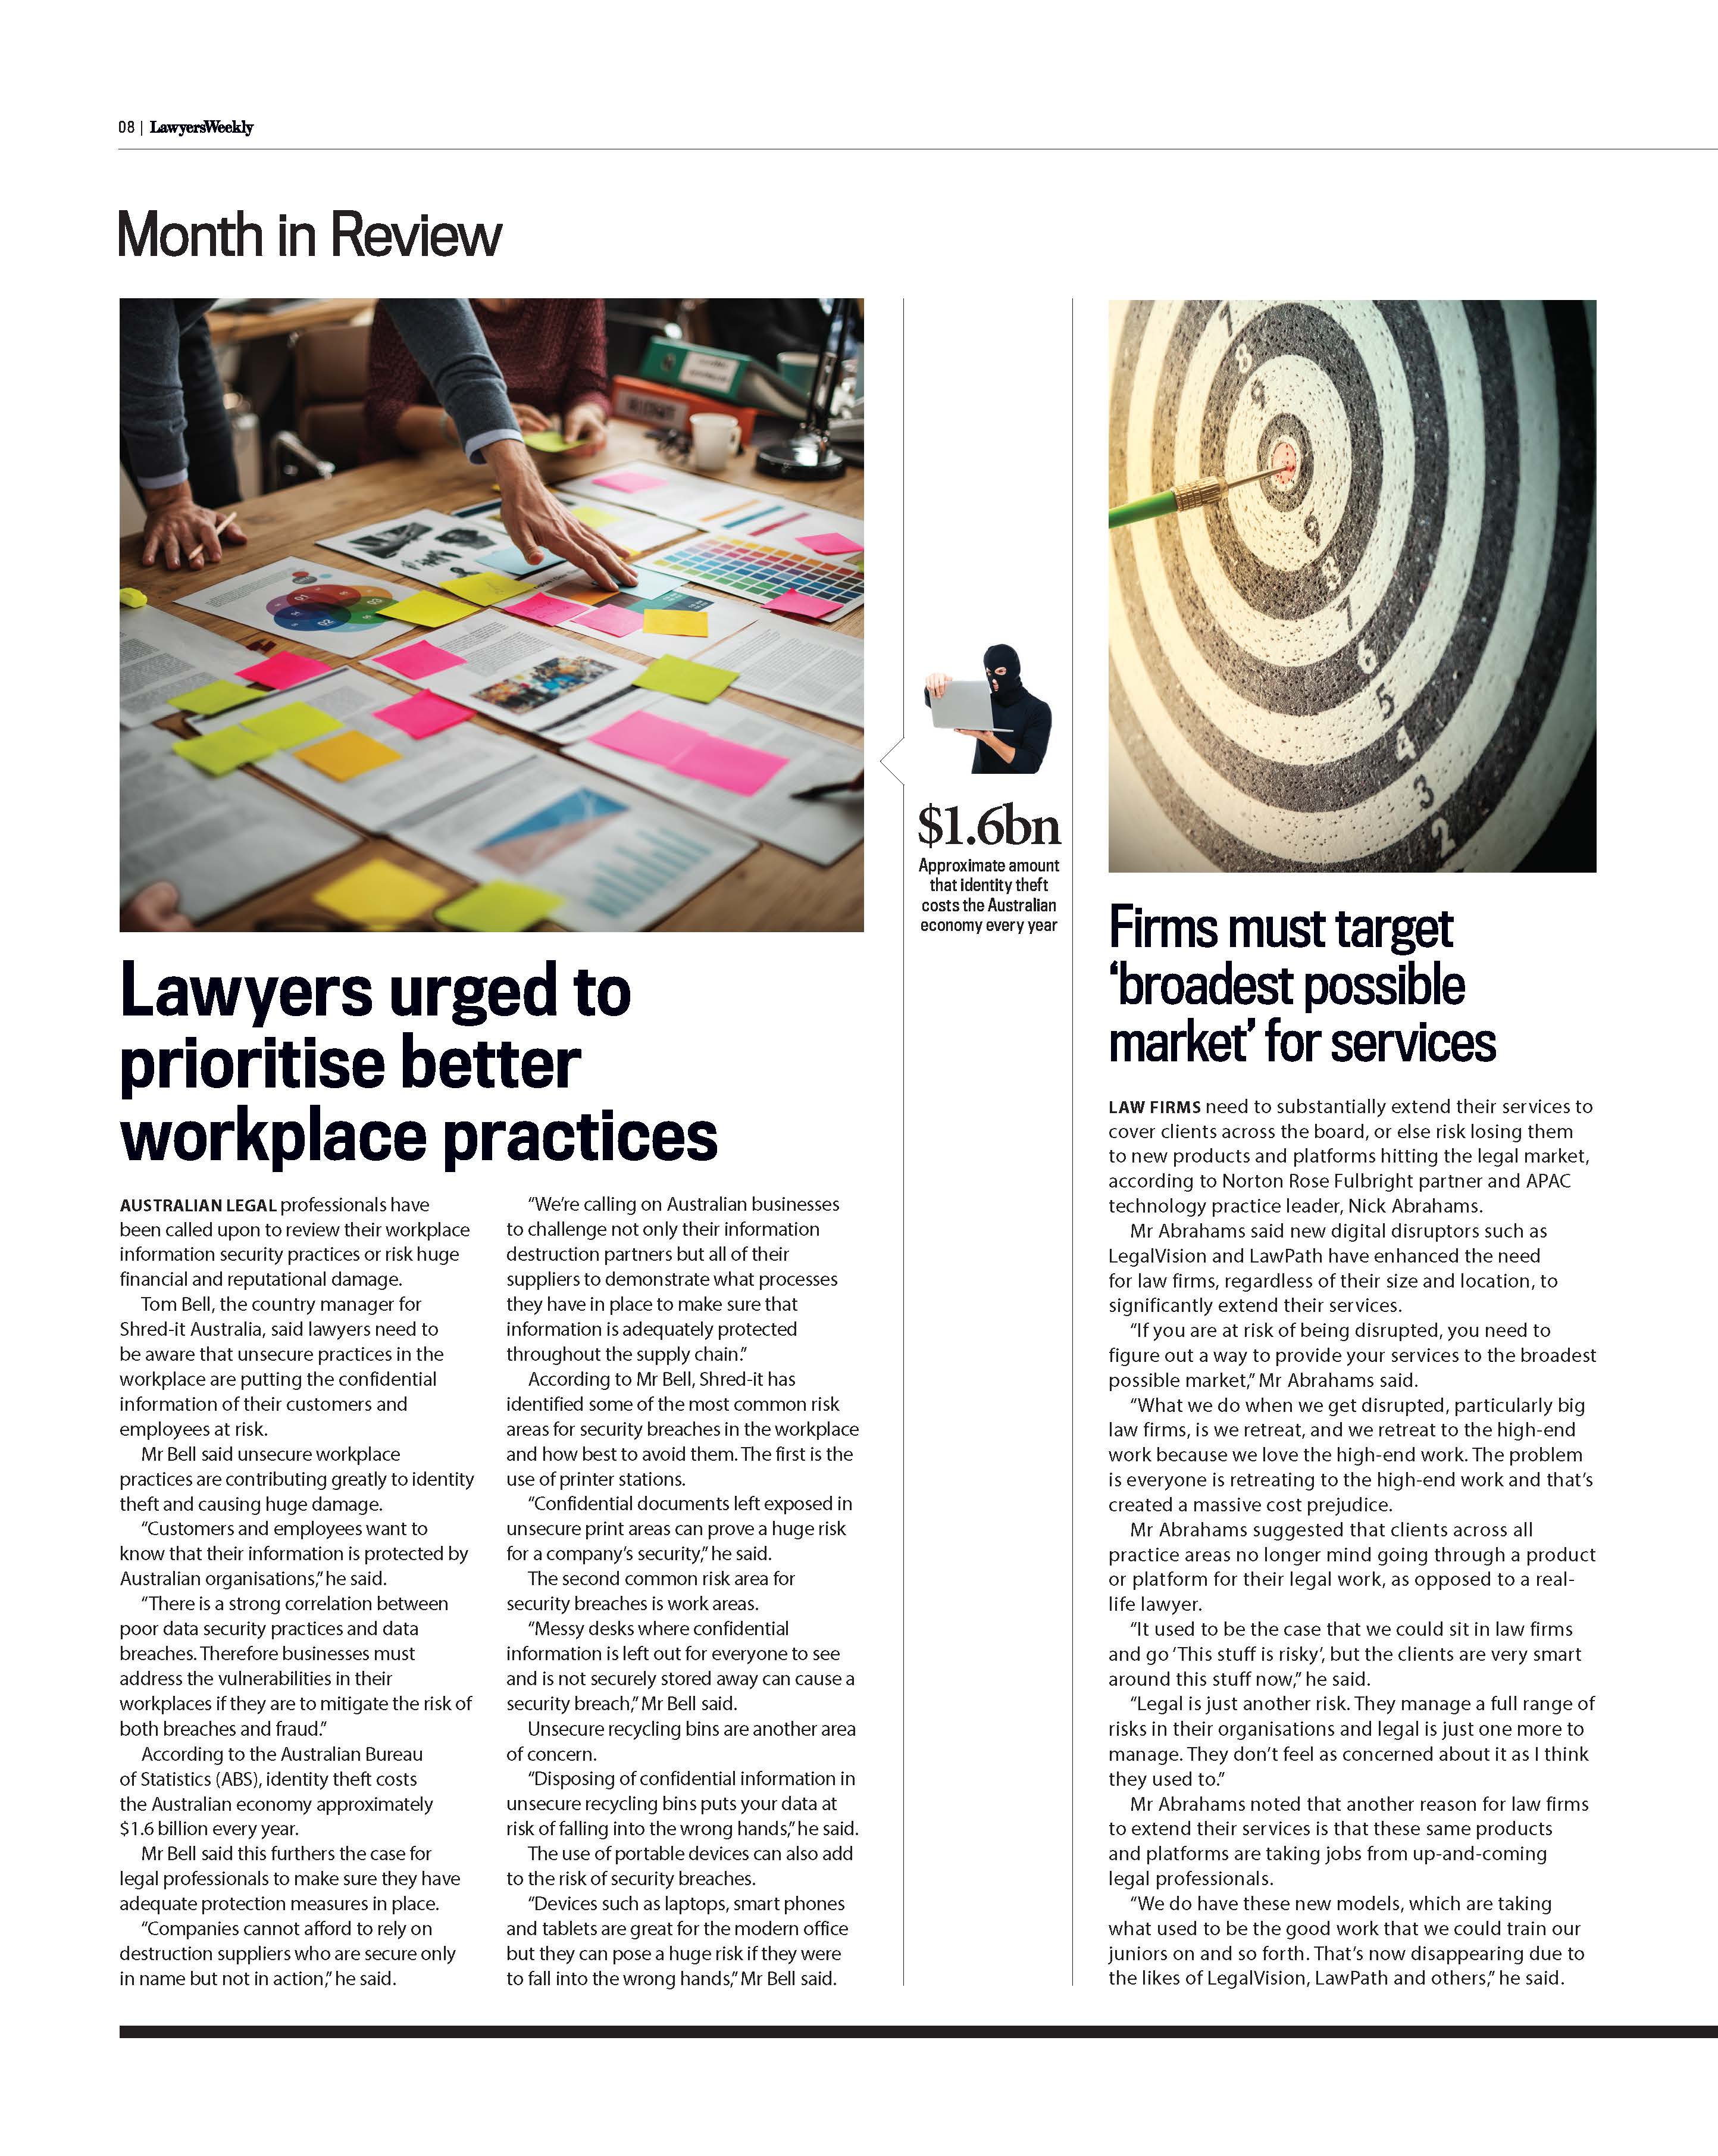 08 | LawyersWeekly
Month in Review
7
8
9
9
8
7
6
5
4
3
2
01
02
03
$1.6bn
Approximate amount
that identity theft
costs the Australian
economy every year
Lawyers urged to
prioritise better
workplace practices
AUSTRALIAN LEGAL professionals have
been called upon to review their workplace
information security practices or risk huge
financial and reputational damage.
Tom Bell, the country manager for
Shred-it Australia, said lawyers need to
be aware that unsecure practices in the
workplace are putting the confidential
information of their customers and
employees at risk.
Mr Bell said unsecure workplace
practices are contributing greatly to identity
theft and causing huge damage.
“Customers and employees want to
know that their information is protected by
Australian organisations,” he said.
“There is a strong correlation between
poor data security practices and data
breaches. Therefore businesses must
address the vulnerabilities in their
workplaces if they are to mitigate the risk of
both breaches and fraud.”
According to the Australian Bureau
of Statistics (ABS), identity theft costs
the Australian economy approximately
$1.6 billion every year.
Mr Bell said this furthers the case for
legal professionals to make sure they have
adequate protection measures in place.
“Companies cannot afford to rely on
destruction suppliers who are secure only
in name but not in action,” he said.
“We’re calling on Australian businesses
to challenge not only their information
destruction partners but all of their
suppliers to demonstrate what processes
they have in place to make sure that
information is adequately protected
throughout the supply chain.”
According to Mr Bell, Shred-it has
identified some of the most common risk
areas for security breaches in the workplace
and how best to avoid them. The first is the
use of printer stations.
“Confidential documents left exposed in
unsecure print areas can prove a huge risk
for a company’s security,” he said.
The second common risk area for
security breaches is work areas.
“Messy desks where confidential
information is left out for everyone to see
and is not securely stored away can cause a
security breach,” Mr Bell said.
Unsecure recycling bins are another area
of concern.
“Disposing of confidential information in
unsecure recycling bins puts your data at
risk of falling into the wrong hands,” he said.
The use of portable devices can also add
to the risk of security breaches.
“Devices such as laptops, smart phones
and tablets are great for the modern office
but they can pose a huge risk if they were
to fall into the wrong hands,” Mr Bell said.
Firms must target
‘broadest possible
market’ for services
LAW FIRMS need to substantially extend their services to
cover clients across the board, or else risk losing them
to new products and platforms hitting the legal market,
according to Norton Rose Fulbright partner and APAC
technology practice leader, Nick Abrahams.
Mr Abrahams said new digital disruptors such as
LegalVision and LawPath have enhanced the need
for law firms, regardless of their size and location, to
significantly extend their services.
“If you are at risk of being disrupted, you need to
figure out a way to provide your services to the broadest
possible market,” Mr Abrahams said.
“What we do when we get disrupted, particularly big
law firms, is we retreat, and we retreat to the high-end
work because we love the high-end work. The problem
is everyone is retreating to the high-end work and that’s
created a massive cost prejudice.
Mr Abrahams suggested that clients across all
practice areas no longer mind going through a product
or platform for their legal work, as opposed to a real-
life lawyer.
“It used to be the case that we could sit in law firms
and go ‘This stuff is risky’, but the clients are very smart
around this stuff now,” he said.
“Legal is just another risk. They manage a full range of
risks in their organisations and legal is just one more to
manage. They don’t feel as concerned about it as I think
they used to.”
Mr Abrahams noted that another reason for law firms
to extend their services is that these same products
and platforms are taking jobs from up-and-coming
legal professionals.
“We do have these new models, which are taking
what used to be the good work that we could train our
juniors on and so forth. That’s now disappearing due to
the likes of LegalVision, LawPath and others,” he said.